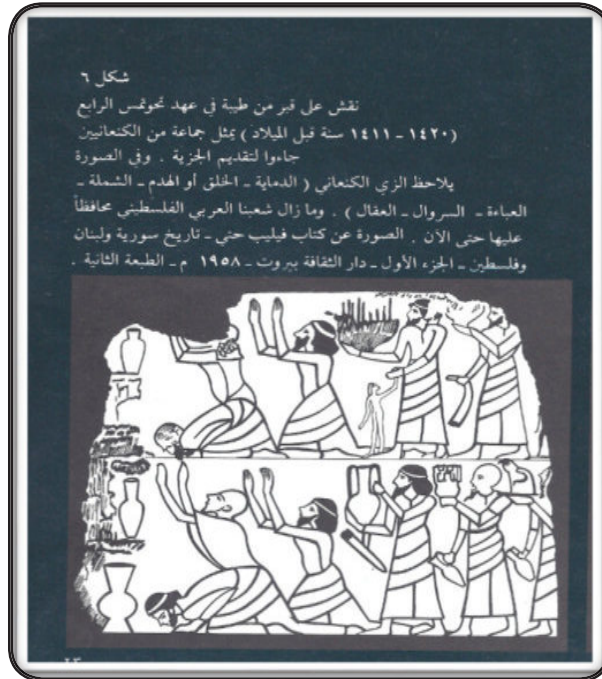 شكل ٦
نقش على قبر من طيبة في عهد تحوتمس الرابع
(١٤٢٠ - ١٤١١ سنة قبل الميلاد) يمثل جماعة من الكنعانيين
جاءوا لتقديم الجزية . وفي الصورة
يلاحظ الزي الكنعاني ( الدماية - الخلق أو الهدم - الشملة -
العباءة - السروال - العقال ) . وما زال شعبنا العربي الفلسطيني محافظاً
عليها حتى الآن . الصورة عن كتاب فيليب حتي - تاريخ سورية ولبنان
وفلسطين - الجزء الأول - دار الثقافة بيروت - ١٩٥٨ م - الطبعة الثانية .